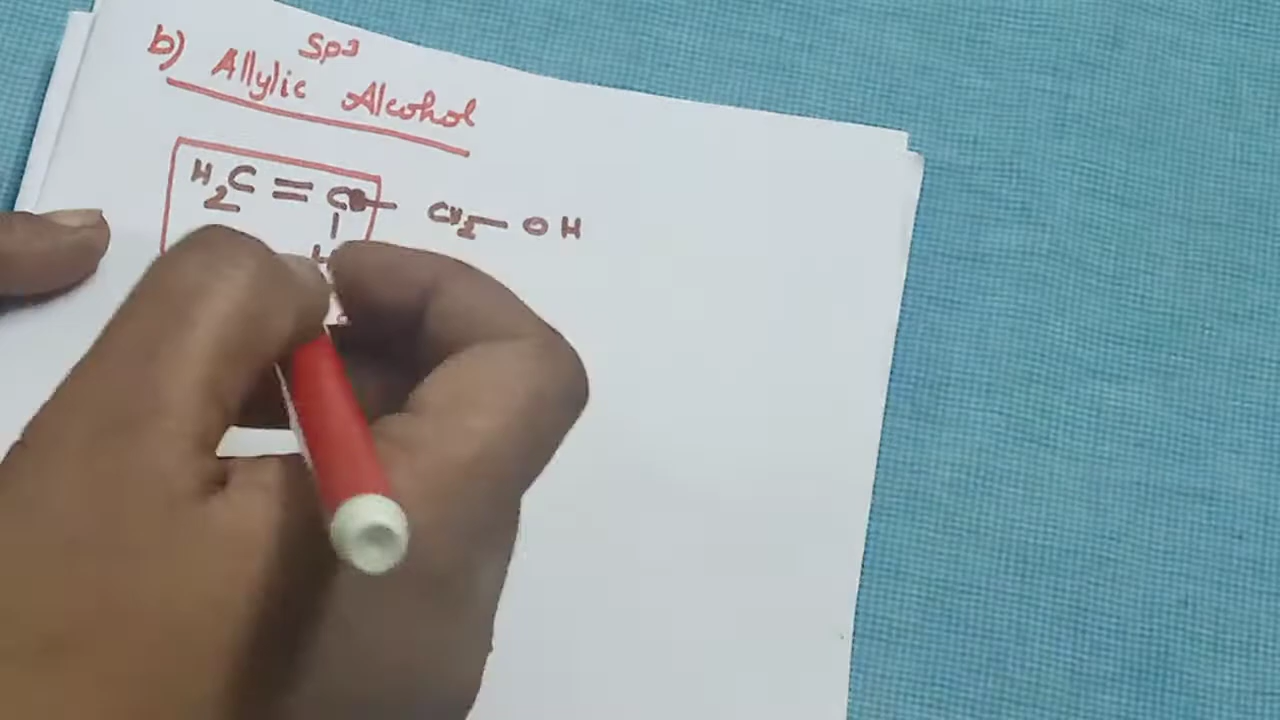 Sp3
b) Allylic Alcohol
H2C = C - CH2 - OH